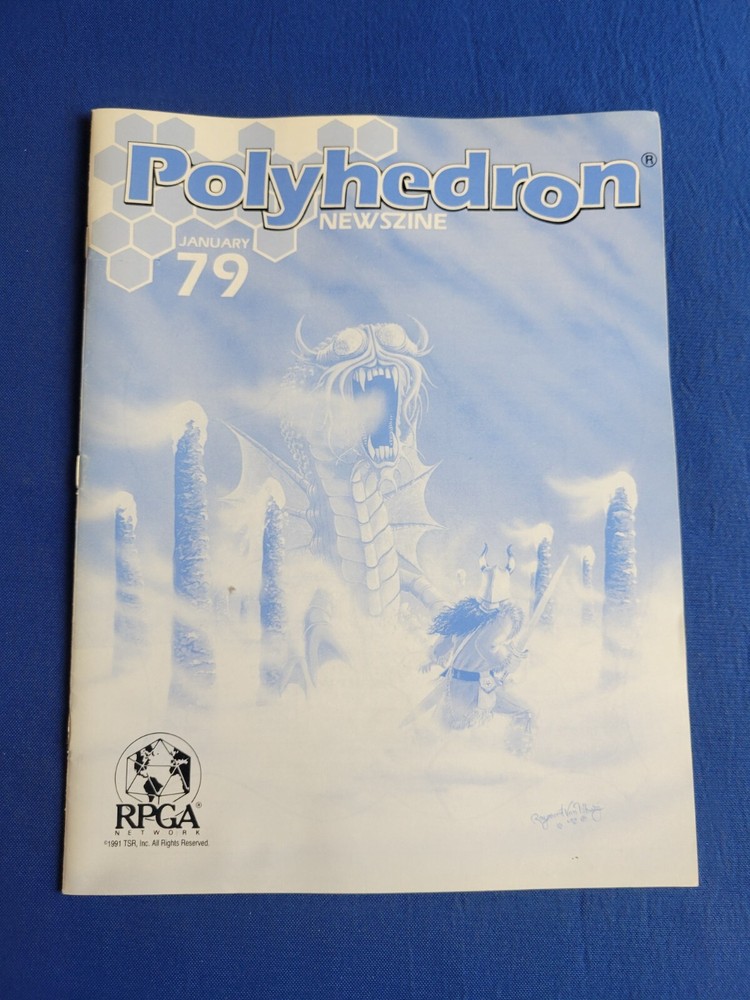 Polyhedron®
NEWSZINE
JANUARY
79
RPGA®
NETWORK
©1991 TSR, Inc. All Rights Reserved.